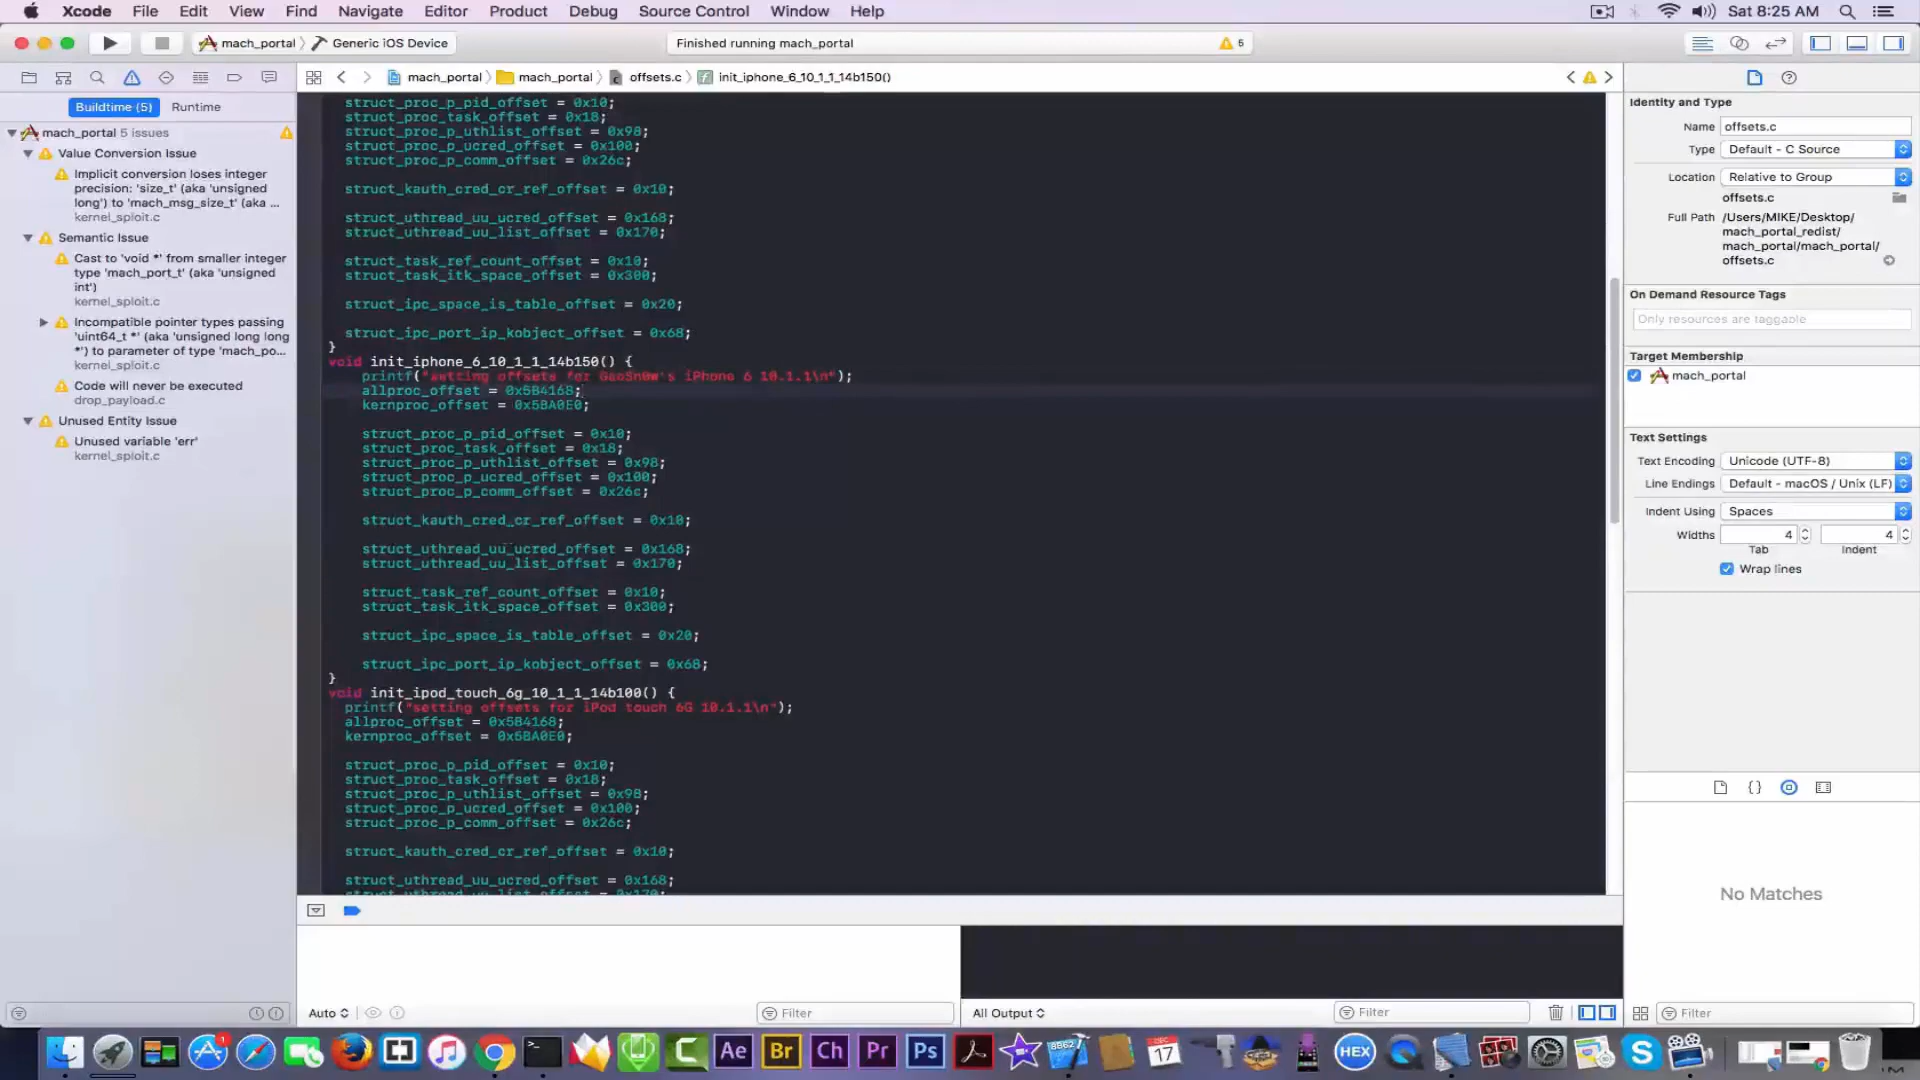 Xcode File Edit View Find Navigate Editor Product Debug Source Control Window Help Sat 8:25 AM
mach_portal Generic iOS Device Finished running mach_portal 5
mach_portal mach_portal offsets.c init_iphone_6_10_1_1_14b150()
Buildtime (5) Runtime
mach_portal 5 issues
Value Conversion Issue
Implicit conversion loses integer
precision: 'size_t' (aka 'unsigned
long') to 'mach_msg_size_t' (aka ...
kernel_sploit.c
Semantic Issue
Cast to 'void *' from smaller integer
type 'mach_port_t' (aka 'unsigned
int')
kernel_sploit.c
Incompatible pointer types passing
'uint64_t *' (aka 'unsigned long long
*') to parameter of type 'mach_po...
kernel_sploit.c
Code will never be executed
drop_payload.c
Unused Entity Issue
Unused variable 'err'
kernel_sploit.c
struct_proc_p_pid_offset = 0x10;
struct_proc_task_offset = 0x18;
struct_proc_p_uthlist_offset = 0x98;
struct_proc_p_ucred_offset = 0x100;
struct_proc_p_comm_offset = 0x26c;
struct_kauth_cred_cr_ref_offset = 0x10;
struct_uthread_uu_ucred_offset = 0x168;
struct_uthread_uu_list_offset = 0x170;
struct_task_ref_count_offset = 0x10;
struct_task_itk_space_offset = 0x300;
struct_ipc_space_is_table_offset = 0x20;
struct_ipc_port_ip_kobject_offset = 0x68;
}
void init_iphone_6_10_1_1_14b150() {
printf("setting offsets for GeoSn0w's iPhone 6 10.1.1\n");
allproc_offset = 0x5B4168;
kernproc_offset = 0x5BA0E0;
struct_proc_p_pid_offset = 0x10;
struct_proc_task_offset = 0x18;
struct_proc_p_uthlist_offset = 0x98;
struct_proc_p_ucred_offset = 0x100;
struct_proc_p_comm_offset = 0x26c;
struct_kauth_cred_cr_ref_offset = 0x10;
struct_uthread_uu_ucred_offset = 0x168;
struct_uthread_uu_list_offset = 0x170;
struct_task_ref_count_offset = 0x10;
struct_task_itk_space_offset = 0x300;
struct_ipc_space_is_table_offset = 0x20;
struct_ipc_port_ip_kobject_offset = 0x68;
}
void init_ipod_touch_6g_10_1_1_14b100() {
printf("setting offsets for iPod touch 6G 10.1.1\n");
allproc_offset = 0x5B4168;
kernproc_offset = 0x5BA0E0;
struct_proc_p_pid_offset = 0x10;
struct_proc_task_offset = 0x18;
struct_proc_p_uthlist_offset = 0x98;
struct_proc_p_ucred_offset = 0x100;
struct_proc_p_comm_offset = 0x26c;
struct_kauth_cred_cr_ref_offset = 0x10;
struct_uthread_uu_ucred_offset = 0x168;
Auto Filter All Output Filter Filter
Identity and Type
Name offsets.c
Type Default - C Source
Location Relative to Group
offsets.c
Full Path /Users/MIKE/Desktop/
mach_portal_redist/
mach_portal/mach_portal/
offsets.c
On Demand Resource Tags
Only resources are taggable
Target Membership
mach_portal
Text Settings
Text Encoding Unicode (UTF-8)
Line Endings Default - macOS / Unix (LF)
Indent Using Spaces
Widths 4 4
Tab Indent
Wrap lines
No Matches
Ae Br Ch Pr Ps 17 HEX